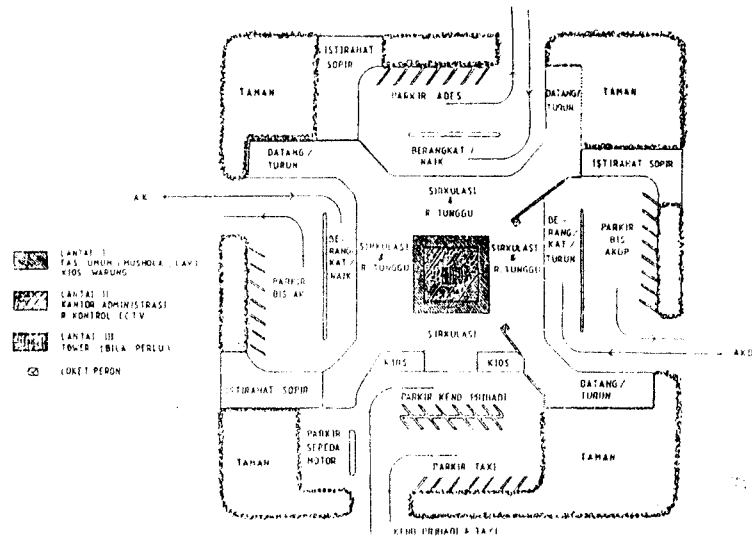 ISTIRAHAT
SOPIR
TAMAN
PARKIR ADES
DATANG/
TURUN
TAMAN
DATANG/
TURUN
BERANGKAT/
NAIK
ISTIRAHAT SOPIR
AK
SIRKULASI
&
R TUNGGU
BE-
RANG-
KAT/
NAIK
SIRKULASI
&
R TUNGGU
SIRKULASI
&
R. TUNGGU
BE-
RANG-
KAT/
TURUN
PARKIR
BIS
AKAP
PARKIR
BIS AK
LANTAI I
FAS UMUM (MUSHOLA, LAV)
KIOS WARUNG
LANTAI II
KANTOR ADMINISTRASI
R KONTROL CCTV
LANTAI III
TOWER (BILA PERLU)
LOKET PERON
SIRKULASI
KIOS
KIOS
ISTIRAHAT SOPIR
DATANG/
TURUN
PARKIR KEND PRIBADI
PARKIR
SEPEDA
MOTOR
TAMAN
PARKIR TAXI
TAMAN
KEND PRIBADI & TAXI